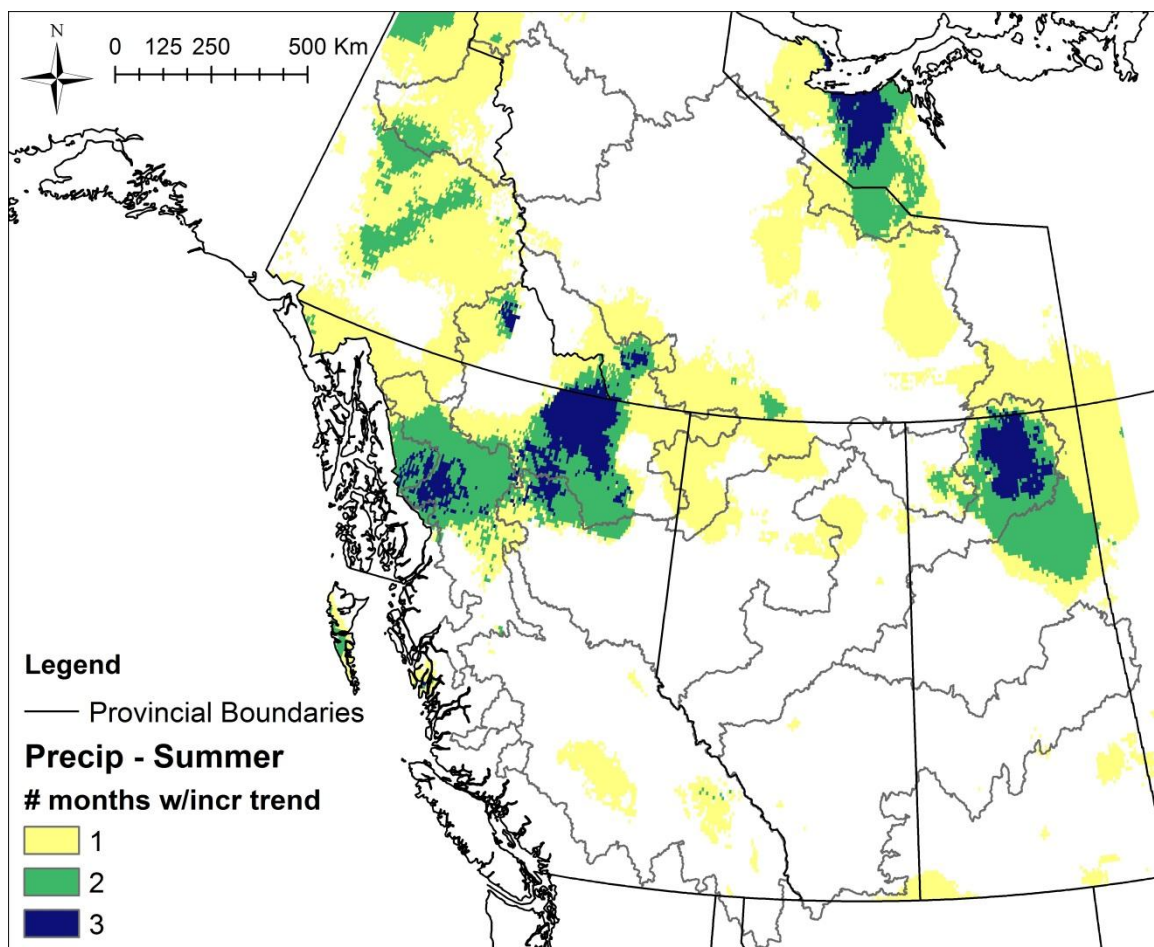 N
0 125 250 500 Km
Legend
Provincial Boundaries
Precip - Summer
# months w/incr trend
1
2
3